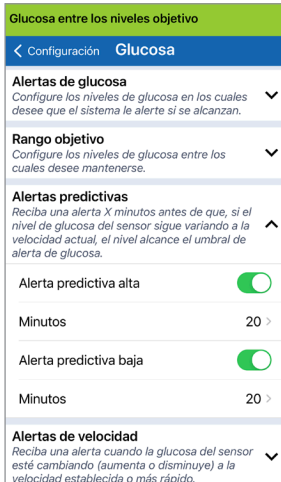 Glucosa entre los niveles objetivo
Configuración Glucosa
Alertas de glucosa
Configure los niveles de glucosa en los cuales
desee que el sistema le alerte si se alcanzan.
Rango objetivo
Configure los niveles de glucosa entre los
cuales desee mantenerse.
Alertas predictivas
Reciba una alerta X minutos antes de que, si el
nivel de glucosa del sensor sigue variando a la
velocidad actual, el nivel alcance el umbral de
alerta de glucosa.
Alerta predictiva alta
Minutos 20
Alerta predictiva baja
Minutos 20
Alertas de velocidad
Reciba una alerta cuando la glucosa del sensor
esté cambiando (aumenta o disminuye) a la
velocidad establecida o más rápido.